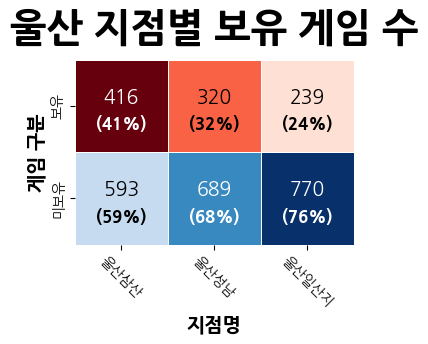 울산 지점별 보유 게임 수
게임 구분
보유
416 320 239
(41%) (32%) (24%)
미보유
593 689 770
(59%) (68%) (76%)
울산삼산 울산성남 울산일산지
지점명